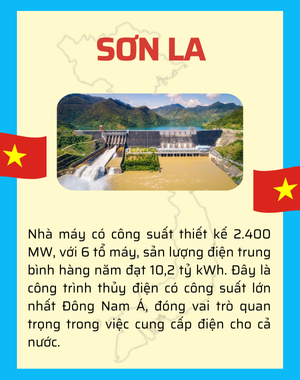 SƠN LA
Nhà máy có công suất thiết kế 2.400
MW, với 6 tổ máy, sản lượng điện trung
bình hàng năm đạt 10,2 tỷ kWh. Đây là
công trình thủy điện có công suất lớn
nhất Đông Nam Á, đóng vai trò quan
trọng trong việc cung cấp điện cho cả
nước.